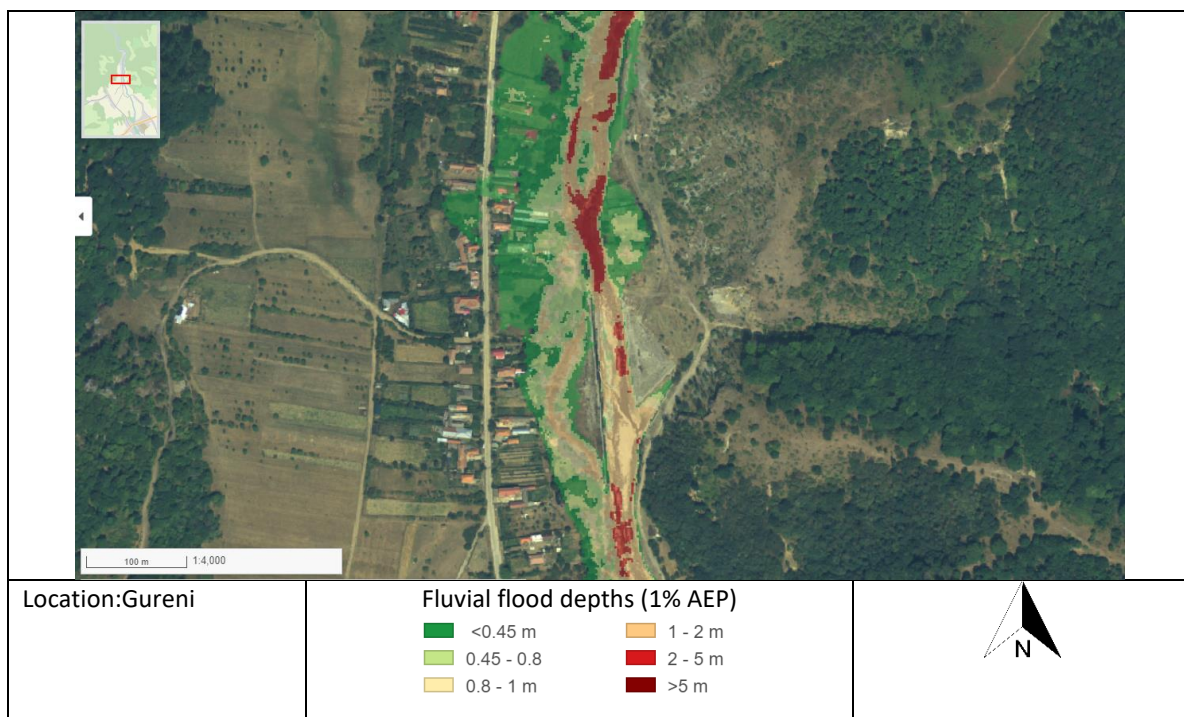 100 m 1:4,000
Location:Gureni
Fluvial flood depths (1% AEP)
<0.45 m
0.45 - 0.8
0.8 - 1 m
1 - 2 m
2 - 5 m
>5 m
N